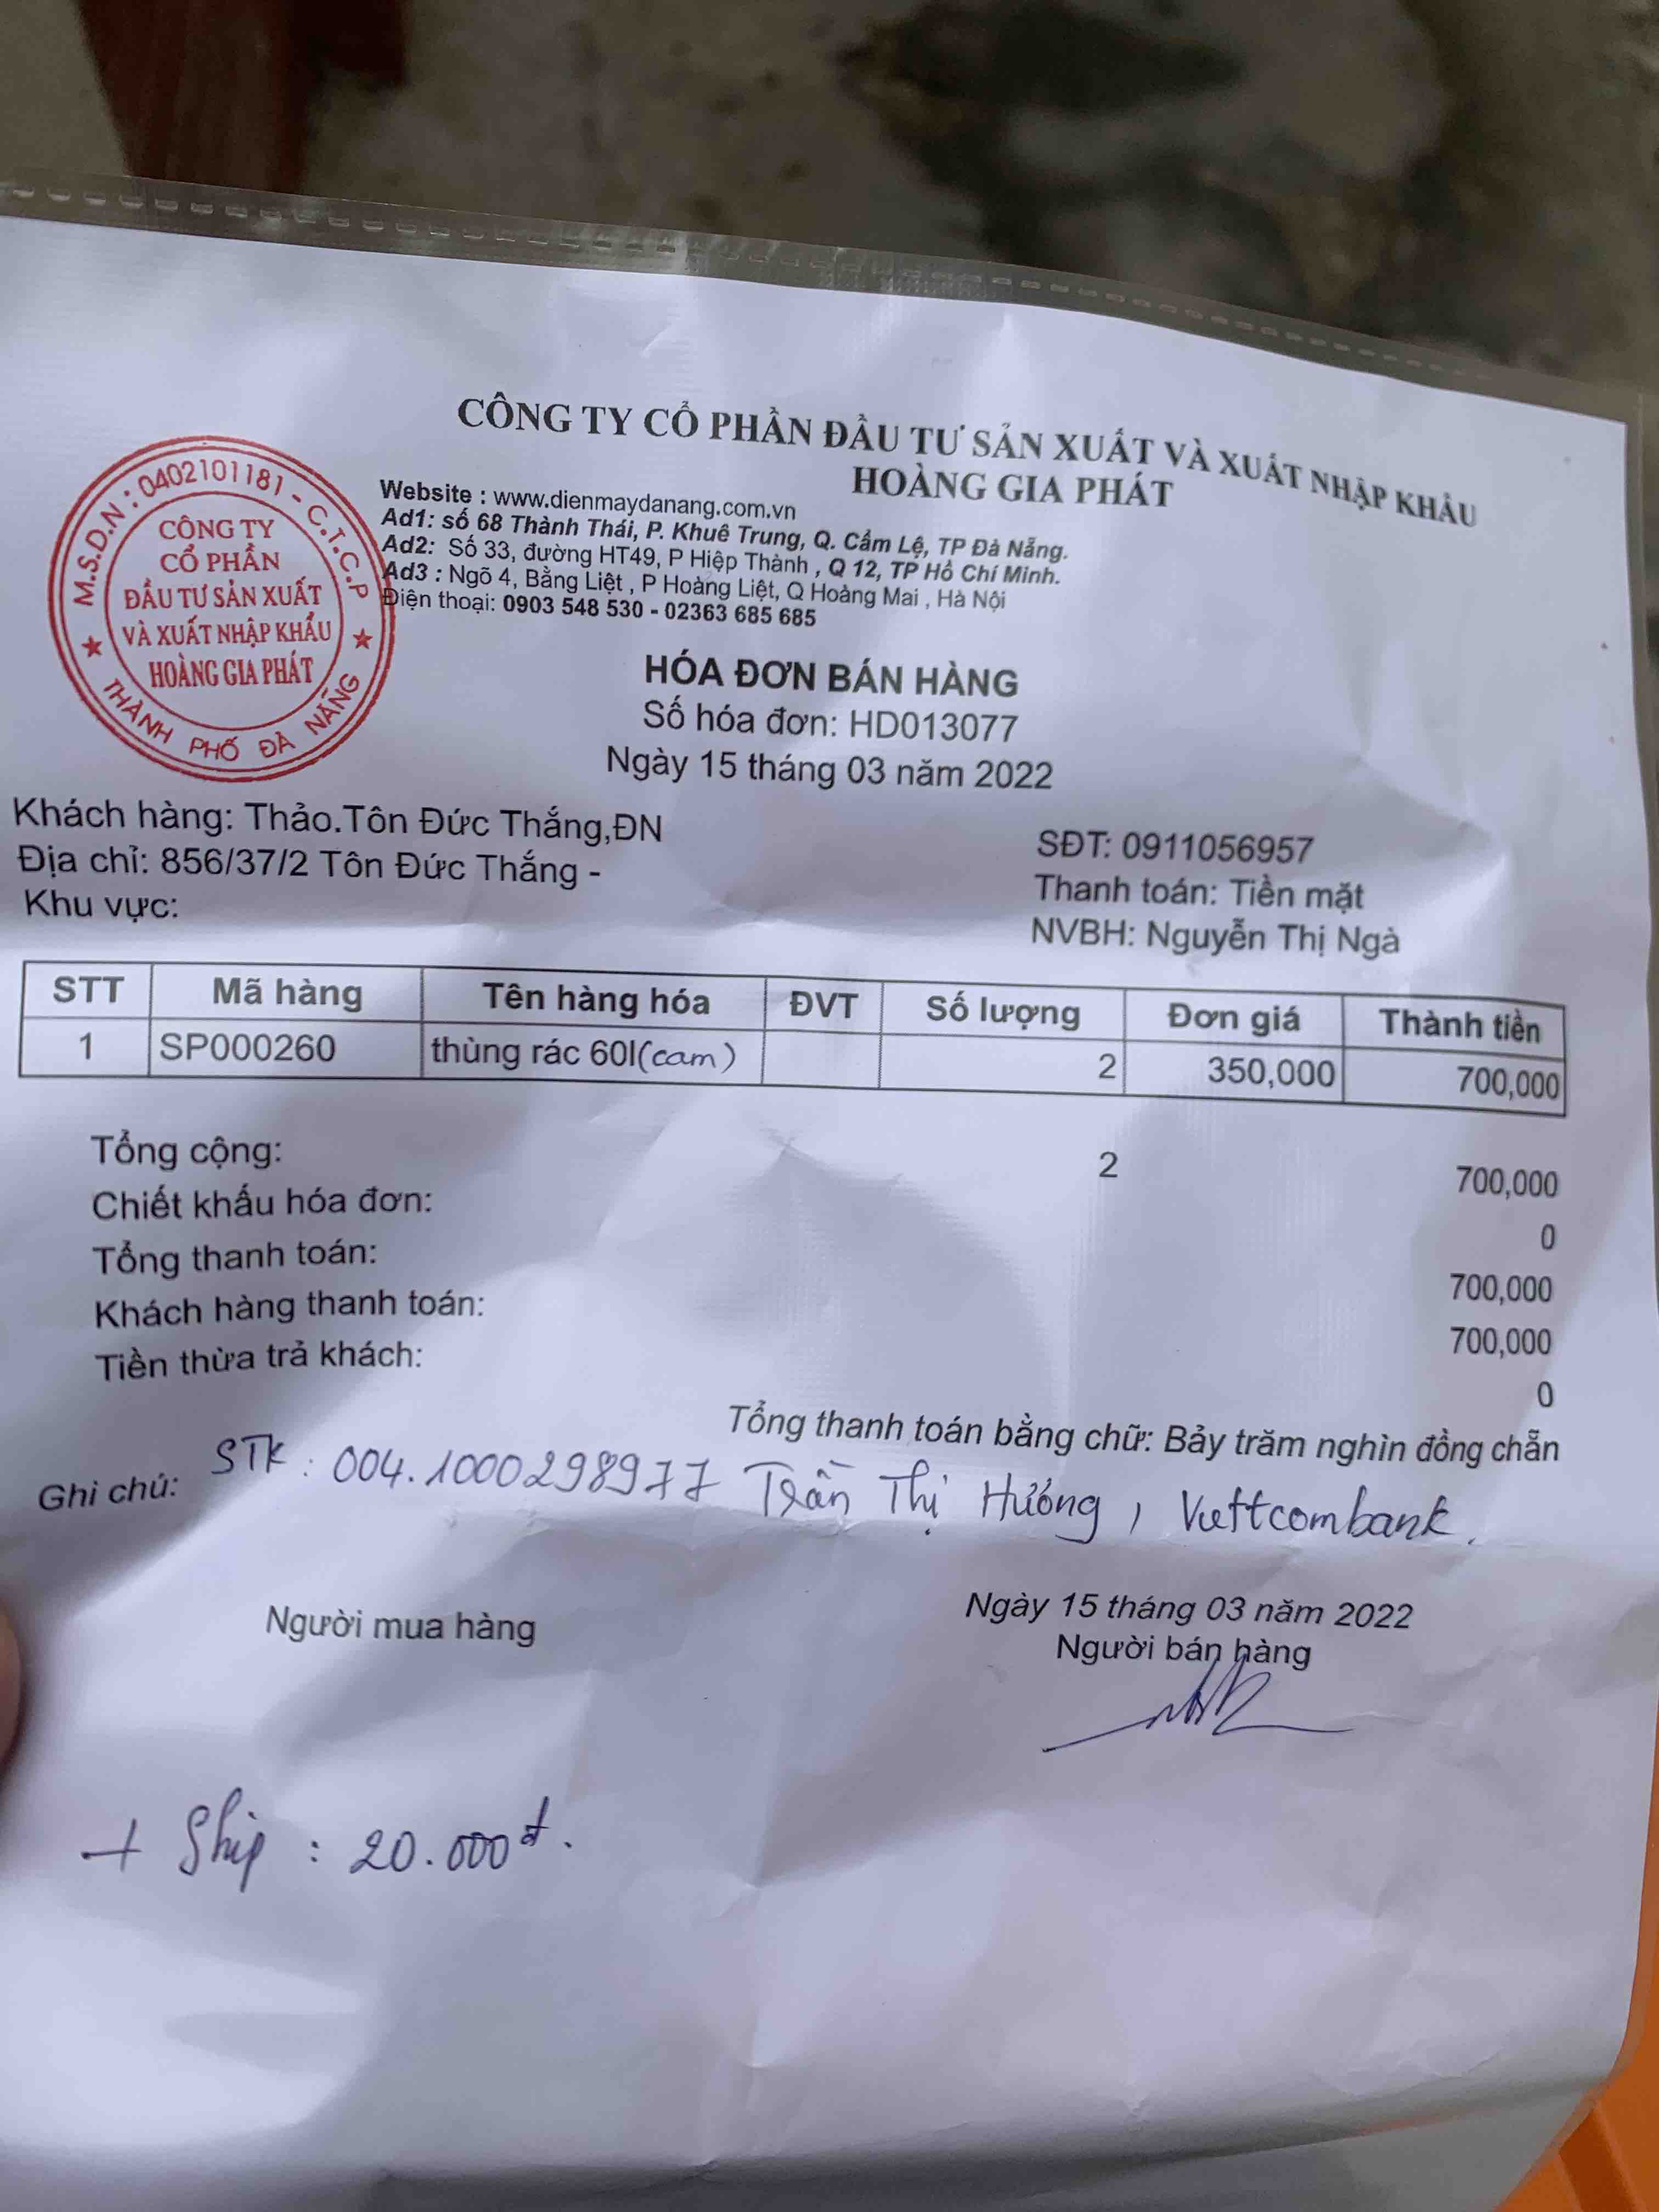 CÔNG TY CỔ PHẦN ĐẦU TƯ SẢN XUẤT VÀ XUẤT NHẬP KHẨU
HOÀNG GIA PHÁT
M.S.D.N : 0402101181 - C.T.C.P
CÔNG TY
CỔ PHẦN
ĐẦU TƯ SẢN XUẤT
VÀ XUẤT NHẬP KHẨU
HOÀNG GIA PHÁT
THÀNH PHỐ ĐÀ NẴNG
Website : www.dienmaydanang.com.vn
Ad1: số 68 Thành Thái, P. Khuê Trung, Q. Cẩm Lệ, TP Đà Nẵng.
Ad2: Số 33, đường HT49, P Hiệp Thành , Q 12, TP Hồ Chí Minh.
Ad3 : Ngõ 4, Bằng Liệt , P Hoàng Liệt, Q Hoàng Mai , Hà Nội
Điện thoại: 0903 548 530 - 02363 685 685
HÓA ĐƠN BÁN HÀNG
Số hóa đơn: HD013077
Ngày 15 tháng 03 năm 2022
Khách hàng: Thảo.Tôn Đức Thắng,ĐN
SĐT: 0911056957
Địa chỉ: 856/37/2 Tôn Đức Thắng -
Thanh toán: Tiền mặt
Khu vực:
NVBH: Nguyễn Thị Ngà
STT Mã hàng Tên hàng hóa ĐVT Số lượng Đơn giá Thành tiền
1 SP000260 thùng rác 60l(cam) 2 350,000 700,000
Tổng cộng: 2 700,000
Chiết khấu hóa đơn: 0
Tổng thanh toán: 700,000
Khách hàng thanh toán: 700,000
Tiền thừa trả khách: 0
Tổng thanh toán bằng chữ: Bảy trăm nghìn đồng chẵn
Ghi chú: STK : 004.1000298977 Trần Thị Hương , Viettcombank.
Ngày 15 tháng 03 năm 2022
Người mua hàng Người bán hàng
+ Ship : 20.000đ.